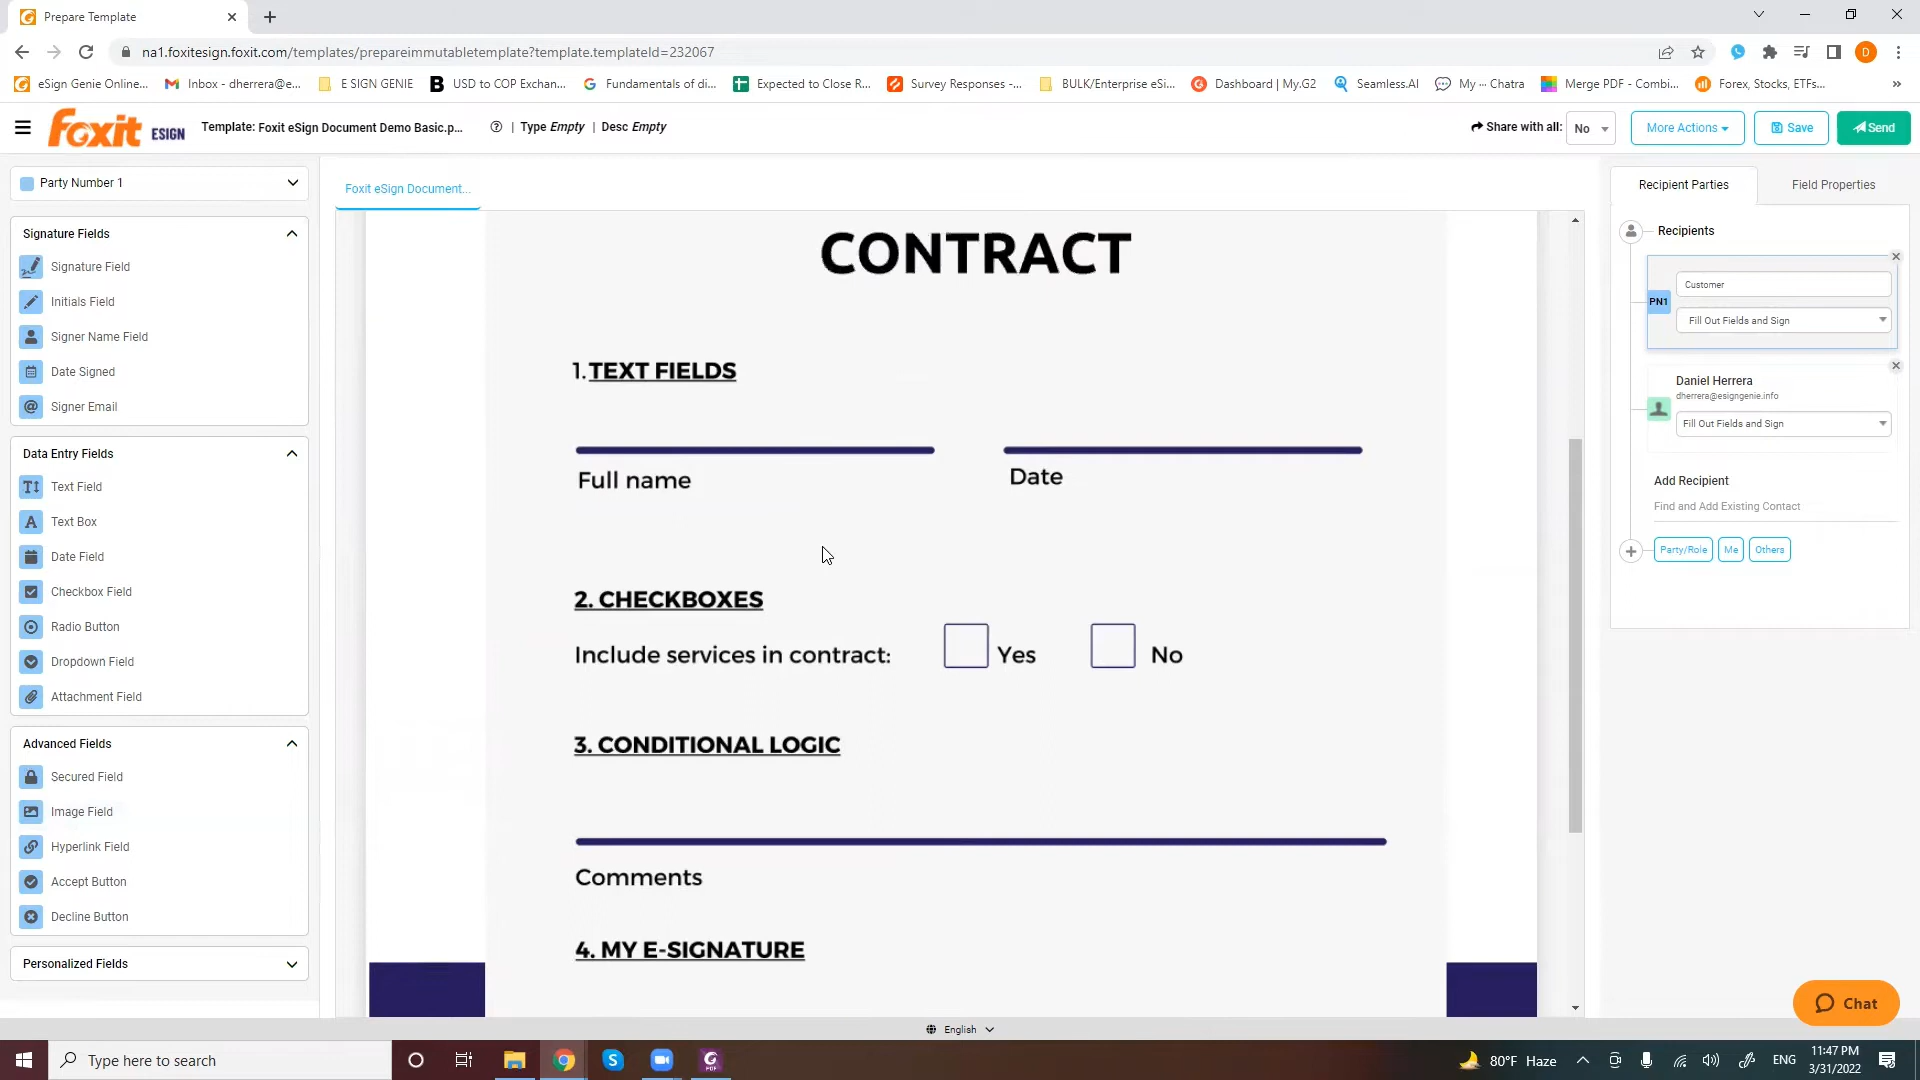 Prepare Template
na1.foxitesign.foxit.com/templates/prepareimmutabletemplate?template.templateId=232067
D
eSign Genie Online... Inbox - dherrera@e... E SIGN GENIE USD to COP Exchan... Fundamentals of di... Expected to Close R... Survey Responses -... BULK/Enterprise eSi... Dashboard | My.G2 Seamless.AI My ··· Chatra Merge PDF - Combi... Forex, Stocks, ETFs... »
foxit ESIGN Template: Foxit eSign Document Demo Basic.p... | Type Empty | Desc Empty Share with all: No More Actions Save Send
Party Number 1
Signature Fields
Signature Field
Initials Field
Signer Name Field
Date Signed
Signer Email
Data Entry Fields
Text Field
Text Box
Date Field
Checkbox Field
Radio Button
Dropdown Field
Attachment Field
Advanced Fields
Secured Field
Image Field
Hyperlink Field
Accept Button
Decline Button
Personalized Fields
Foxit eSign Document...
CONTRACT
1. TEXT FIELDS
Full name Date
2. CHECKBOXES
Include services in contract: Yes No
3. CONDITIONAL LOGIC
Comments
4. MY E-SIGNATURE
Recipient Parties Field Properties
Recipients
PN1
Customer
Fill Out Fields and Sign
Daniel Herrera
dherrera@esigngenie.info
Fill Out Fields and Sign
Add Recipient
Find and Add Existing Contact
Party/Role Me Others
Chat
English
Type here to search
80°F Haze ENG 11:47 PM
3/31/2022